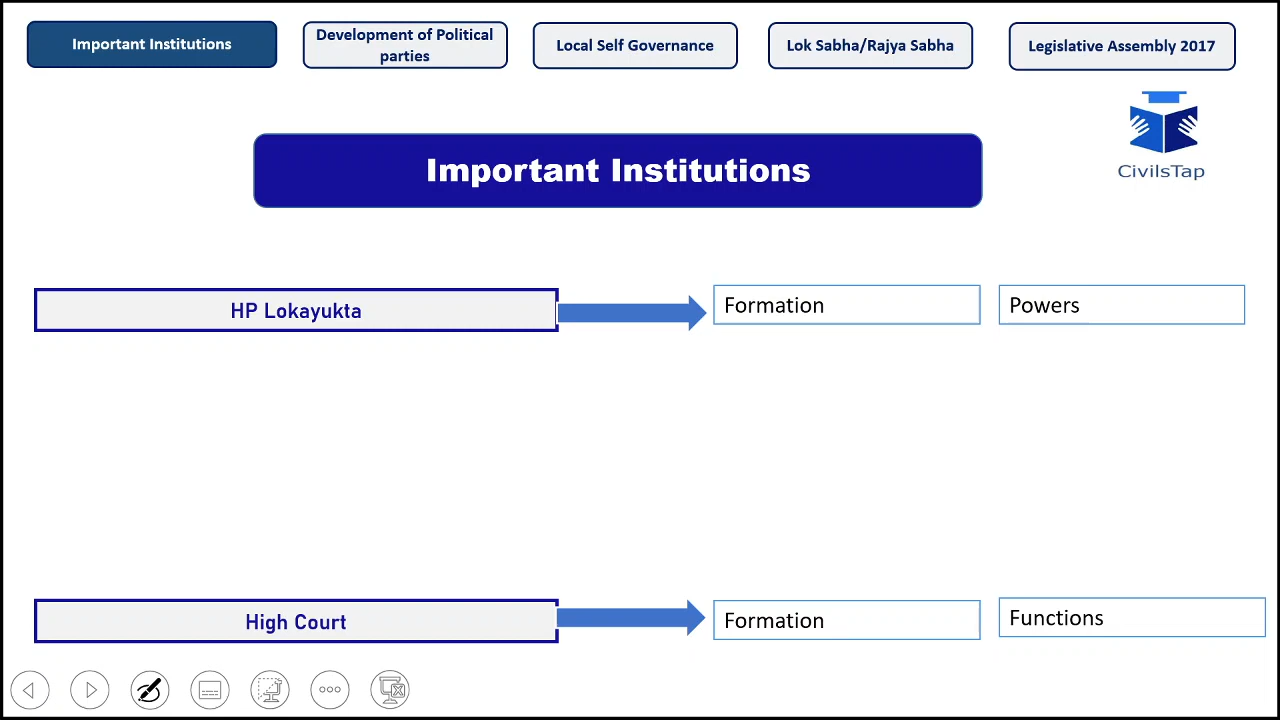 Important Institutions
Development of Political
parties
Local Self Governance
Lok Sabha/Rajya Sabha
Legislative Assembly 2017
CivilsTap
Important Institutions
HP Lokayukta
Formation
Powers
High Court
Formation
Functions